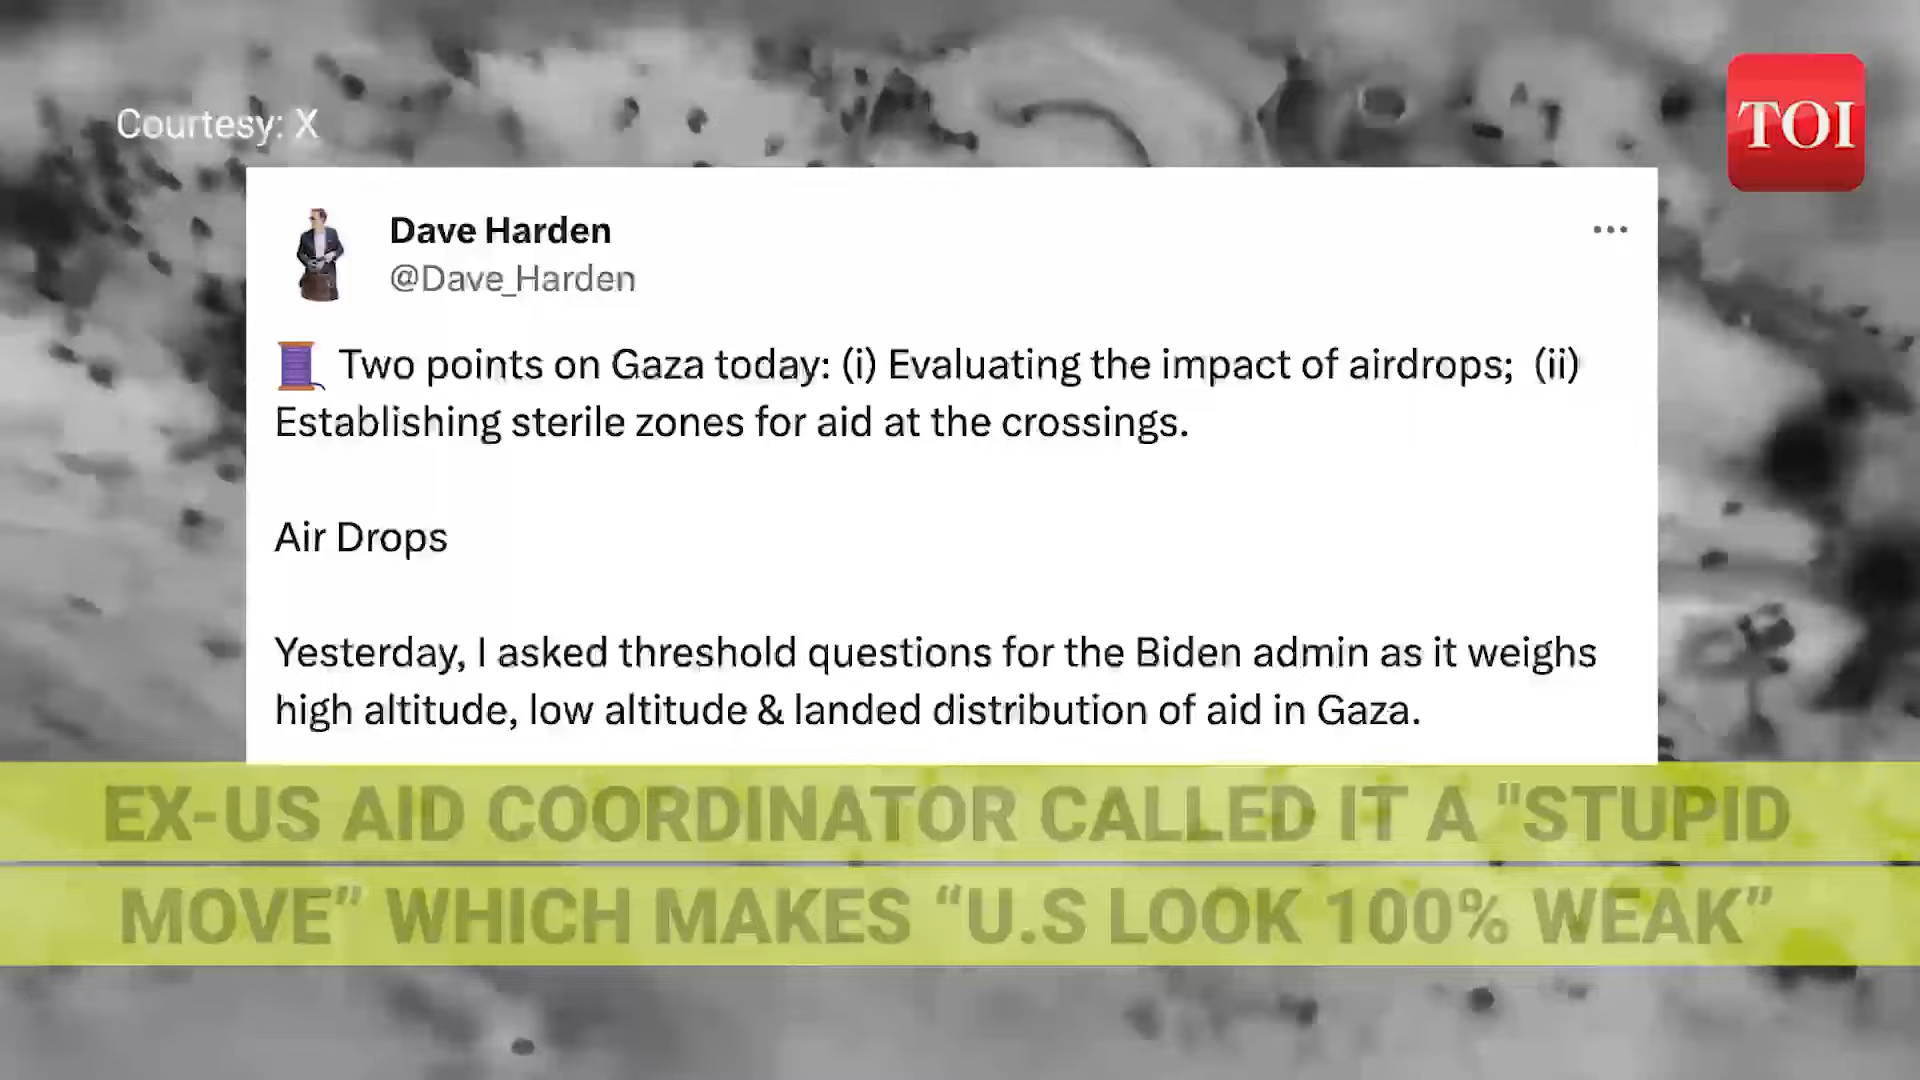 Courtesy: X
TOI
Dave Harden
@Dave_Harden
🧵 Two points on Gaza today: (i) Evaluating the impact of airdrops;  (ii)
Establishing sterile zones for aid at the crossings.
Air Drops
Yesterday, I asked threshold questions for the Biden admin as it weighs
high altitude, low altitude & landed distribution of aid in Gaza.
EX-US AID COORDINATOR CALLED IT A "STUPID
MOVE” WHICH MAKES “U.S LOOK 100% WEAK”